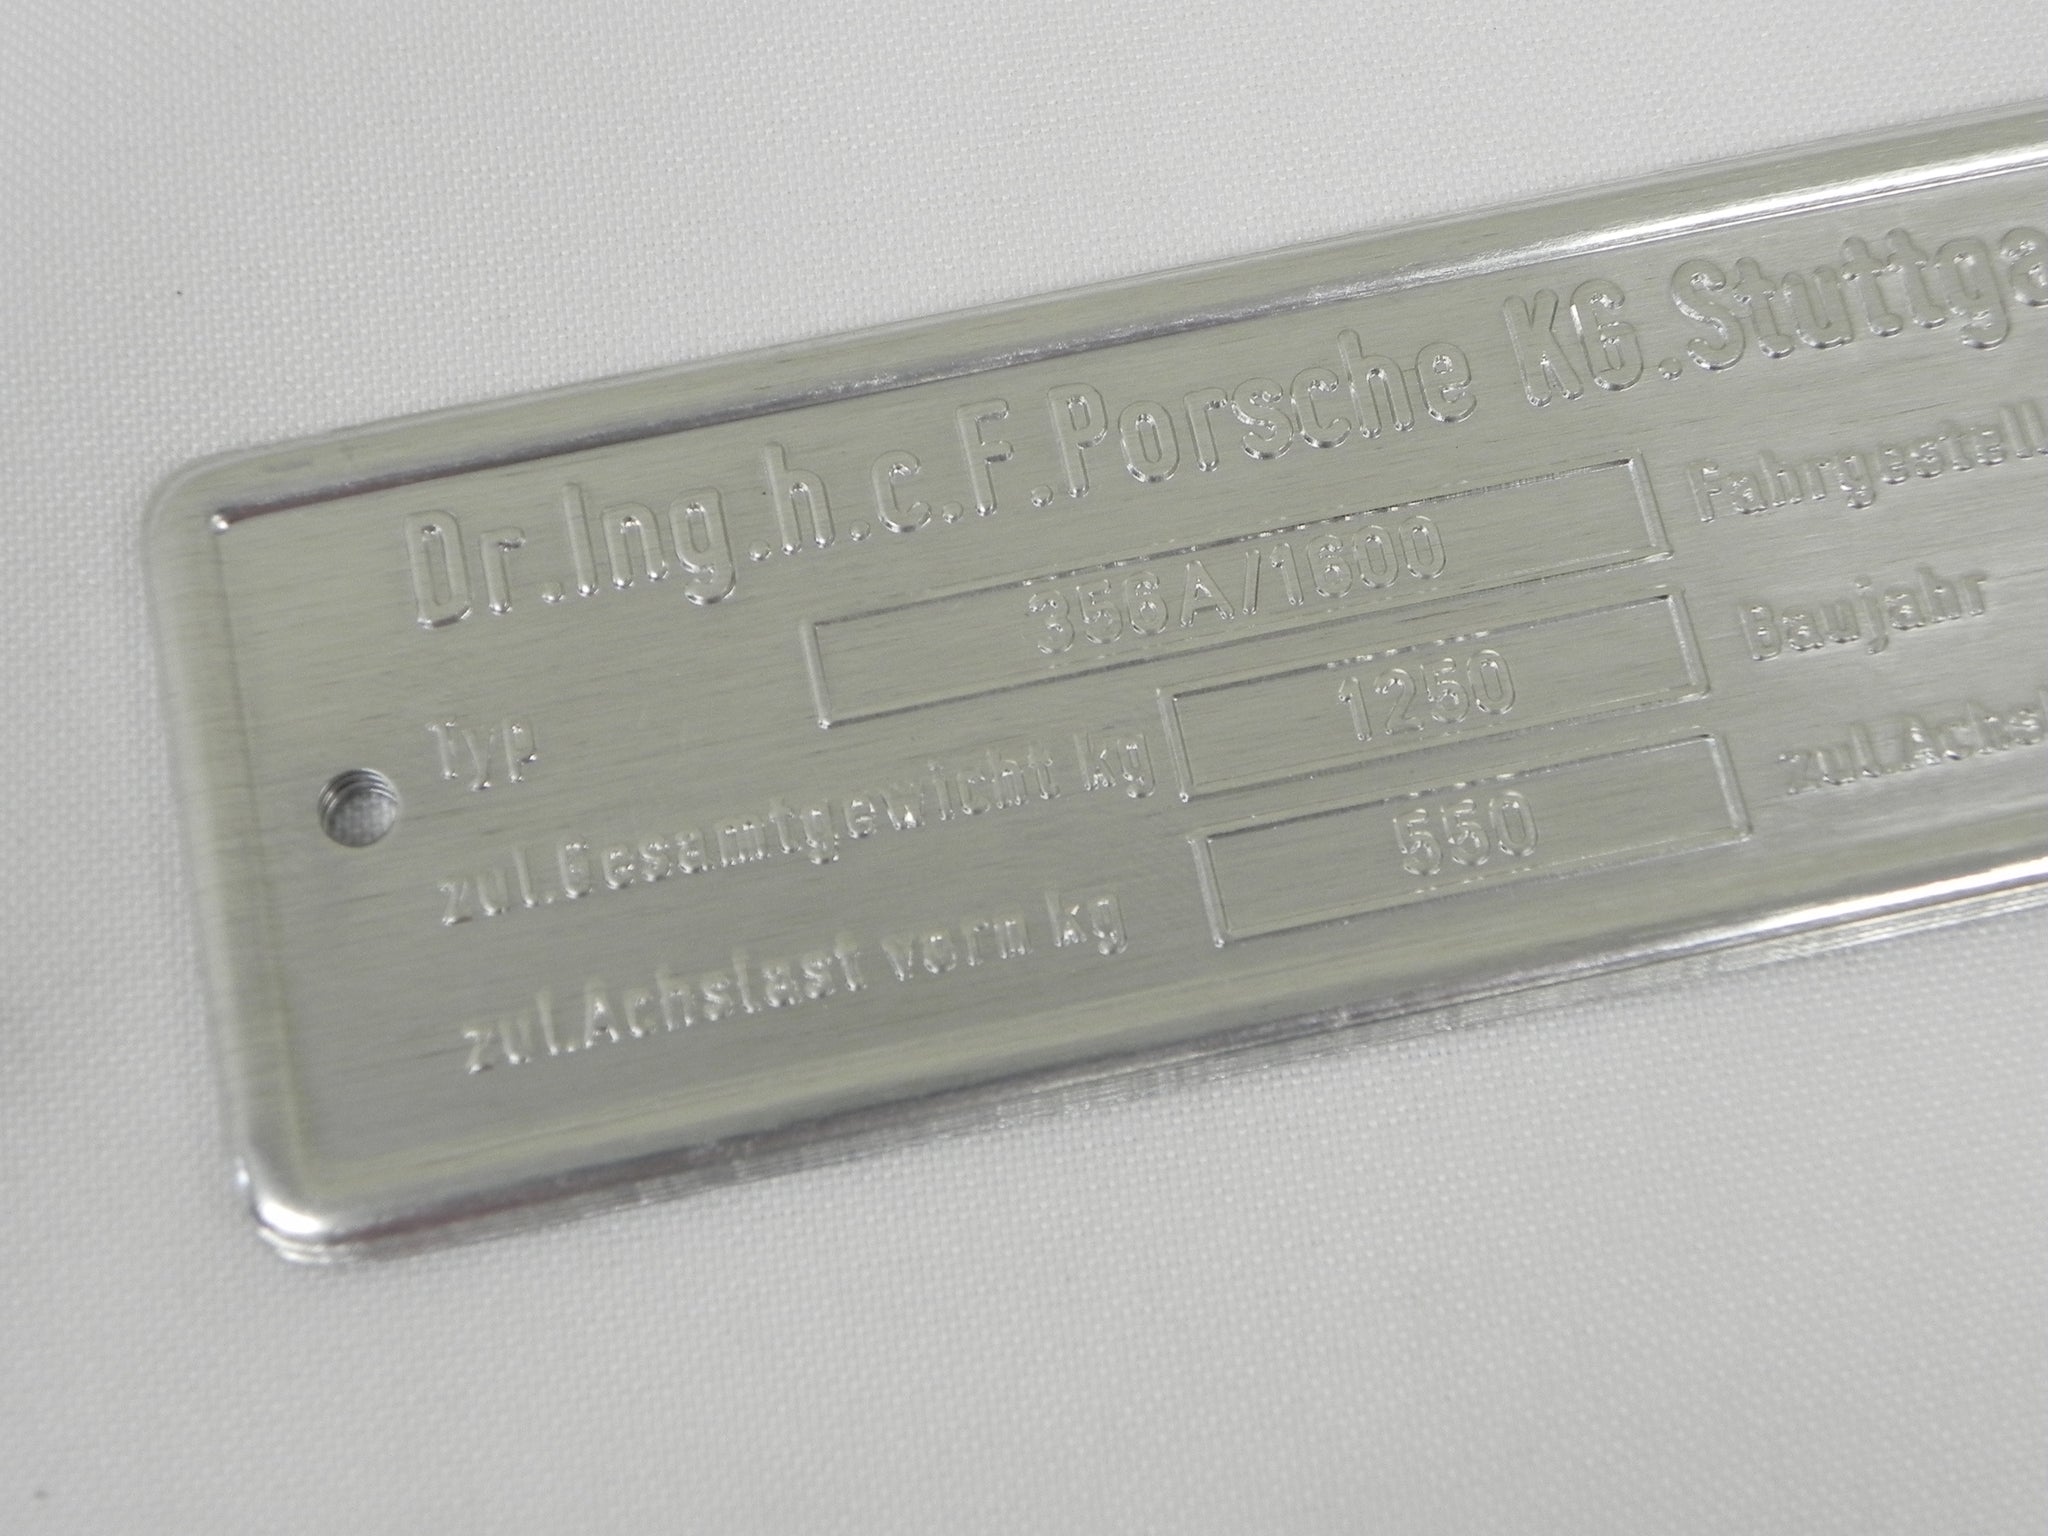 Dr.Ing.h.c.F.Porsche KG.Stuttga
Typ 356A/1600 Fahrgestell
zul.Gesamtgewicht kg 1250 Baujahr
zul.Achslast vorn kg 550 zul.Achsl